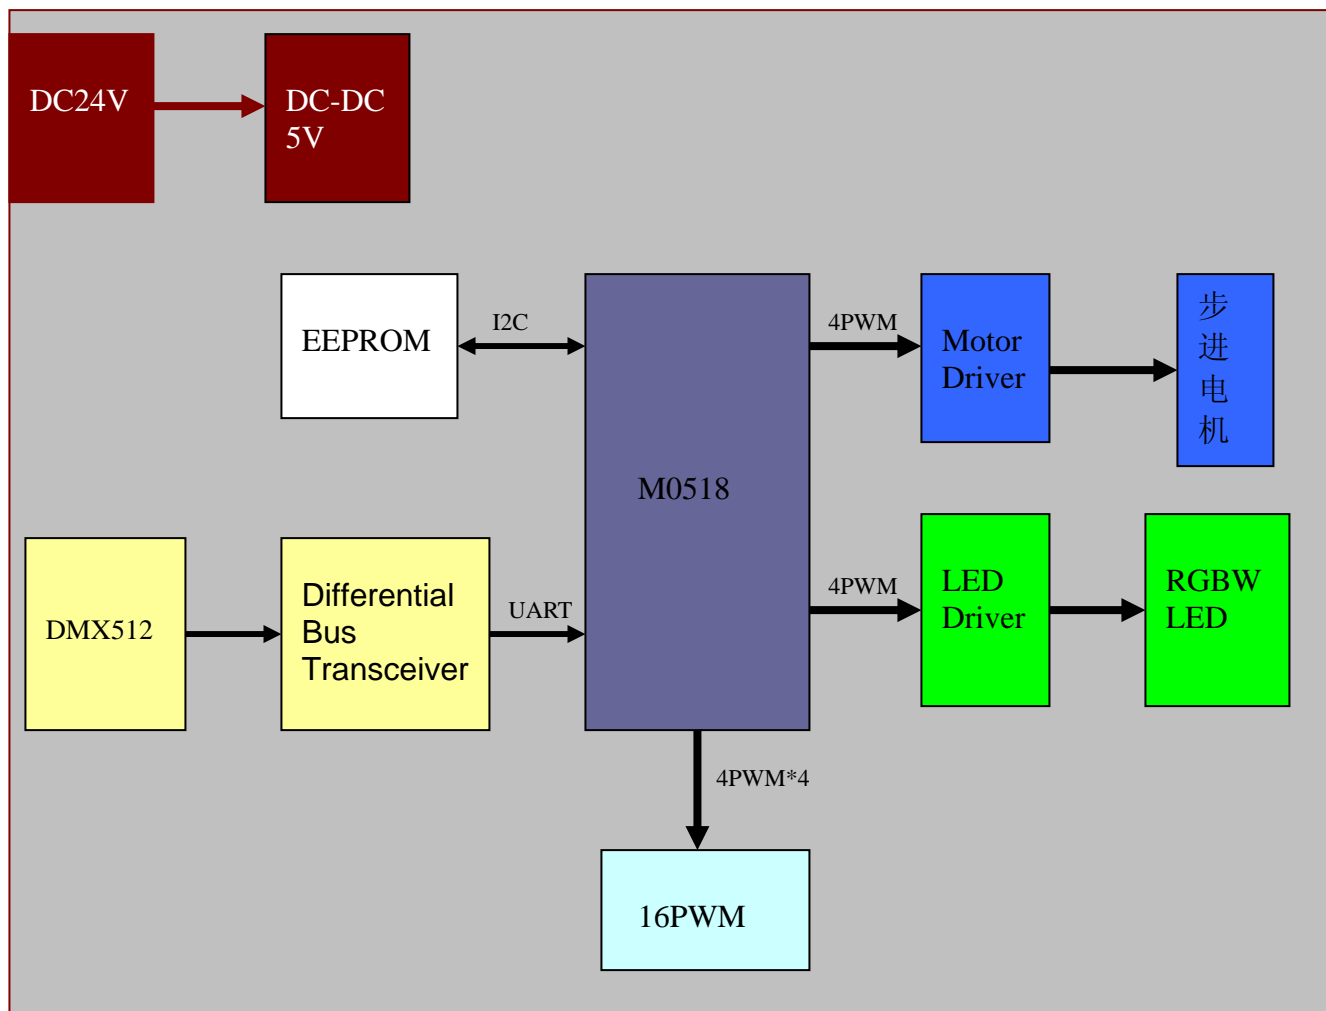 DC24V
DC-DC
5V
EEPROM
I2C
4PWM
Motor
Driver
步
进
电
机
M0518
DMX512
Differential
Bus
Transceiver
UART
4PWM
LED
Driver
RGBW
LED
4PWM*4
16PWM